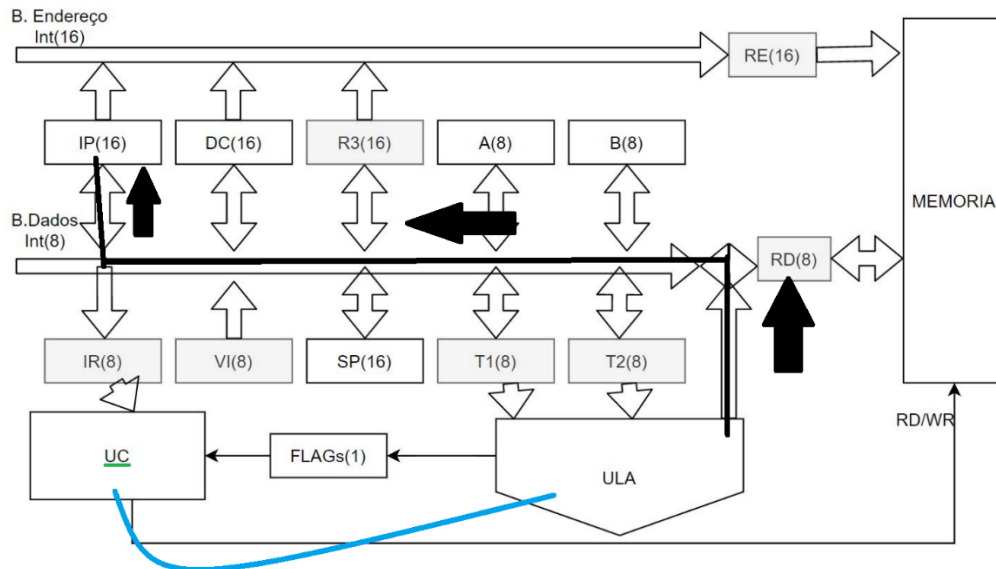 B. Endereço
Int(16)
RE(16)
IP(16)
DC(16)
R3(16)
A(8)
B(8)
MEMORIA
B.Dados
Int(8)
RD(8)
IR(8)
VI(8)
SP(16)
T1(8)
T2(8)
RD/WR
UC
FLAGs(1)
ULA